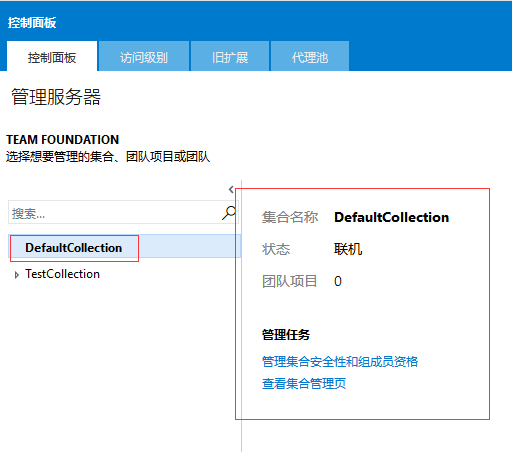 控制面板
控制面板 访问级别 旧扩展 代理池
管理服务器
TEAM FOUNDATION
选择想要管理的集合、团队项目或团队
搜索...
DefaultCollection
TestCollection
集合名称 DefaultCollection
状态 联机
团队项目 0
管理任务
管理集合安全性和组成员资格
查看集合管理页